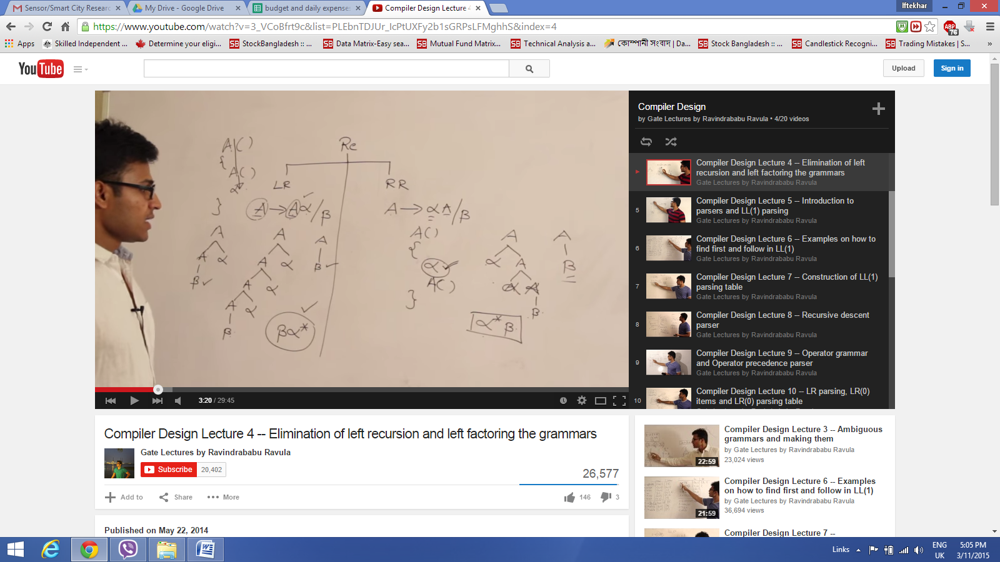 Sensor/Smart City Researc
My Drive - Google Drive
budget and daily expense
Compiler Design Lecture 4
Iftekhar
https://www.youtube.com/watch?v=3_VCoBfrt9c&list=PLEbnTDJUr_IcPtUXFy2b1sGRPsLFMghhS&index=4
ABP
76
Apps
Skilled Independent ...
Determine your eligi...
SB StockBangladesh :: ...
SB Data Matrix-Easy sea...
SB Mutual Fund Matrix...
SB Technical Analysis a...
কোম্পানী সংবাদ | Da...
SB Stock Bangladesh :: ...
SB Candlestick Recogni...
SB Trading Mistakes | S...
»
YouTube
Upload
Sign in
A()
{
A()
α
}
Re
LR
RR
A → Aα/β
A → αA/β
A()
{
α
A()
}
A
A α
β
A
A α
A α
A α
β
A
β
A
α A
α A
β
A
β
βα*
α*β
3:20 / 29:45
Compiler Design
by Gate Lectures by Ravindrababu Ravula • 4/20 videos
Compiler Design Lecture 4 -- Elimination of left
recursion and left factoring the grammars
Gate Lectures by Ravindrababu Ravula
5
Compiler Design Lecture 5 -- Introduction to
parsers and LL(1) parsing
Gate Lectures by Ravindrababu Ravula
6
Compiler Design Lecture 6 -- Examples on how to
find first and follow in LL(1)
Gate Lectures by Ravindrababu Ravula
7
Compiler Design Lecture 7 -- Construction of LL(1)
parsing table
Gate Lectures by Ravindrababu Ravula
8
Compiler Design Lecture 8 -- Recursive descent
parser
Gate Lectures by Ravindrababu Ravula
9
Compiler Design Lecture 9 -- Operator grammar
and Operator precedence parser
Gate Lectures by Ravindrababu Ravula
10
Compiler Design Lecture 10 -- LR parsing, LR(0)
items and LR(0) parsing table
Compiler Design Lecture 4 -- Elimination of left recursion and left factoring the grammars
Gate Lectures by Ravindrababu Ravula
Subscribe 20,402
26,577
Add to
Share
More
146
3
Published on May 22, 2014
22:59
Compiler Design Lecture 3 -- Ambiguous
grammars and making them
by Gate Lectures by Ravindrababu Ravula
23,024 views
21:59
Compiler Design Lecture 6 -- Examples
on how to find first and follow in LL(1)
by Gate Lectures by Ravindrababu Ravula
36,694 views
Compiler Design Lecture 7 --
Links
ENG
UK
5:05 PM
3/11/2015